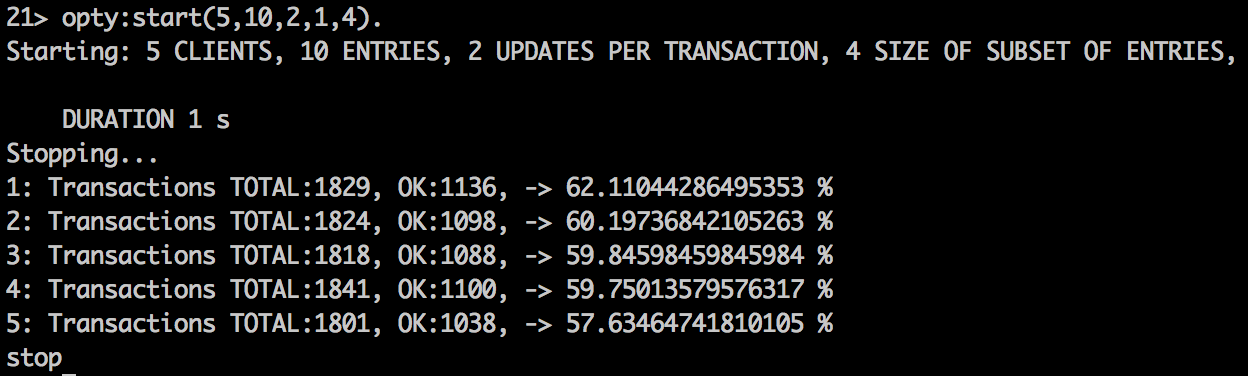 21> opty:start(5,10,2,1,4).
Starting: 5 CLIENTS, 10 ENTRIES, 2 UPDATES PER TRANSACTION, 4 SIZE OF SUBSET OF ENTRIES,
DURATION 1 s
Stopping...
1: Transactions TOTAL:1829, OK:1136, -> 62.11044286495353 %
2: Transactions TOTAL:1824, OK:1098, -> 60.19736842105263 %
3: Transactions TOTAL:1818, OK:1088, -> 59.84598459845984 %
4: Transactions TOTAL:1841, OK:1100, -> 59.75013579576317 %
5: Transactions TOTAL:1801, OK:1038, -> 57.63464741810105 %
stop